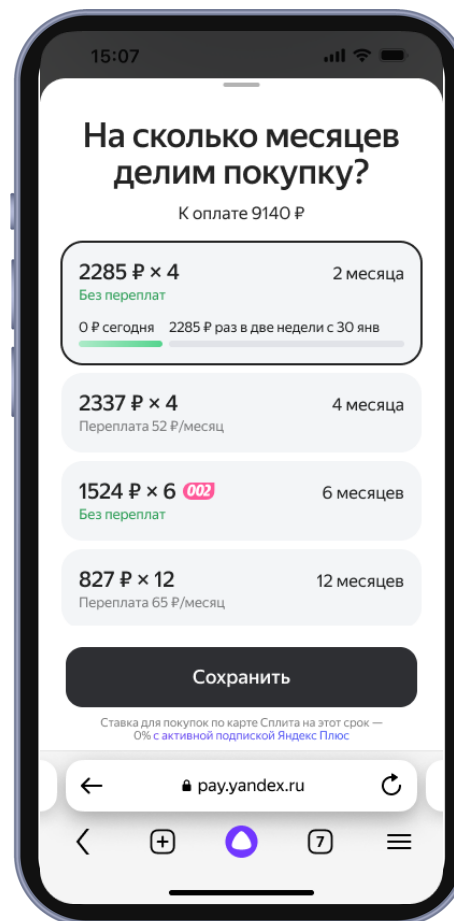 15:07
На сколько месяцев
делим покупку?
К оплате 9140 ₽
2285 ₽ × 4
2 месяца
Без переплат
0 ₽ сегодня 2285 ₽ раз в две недели с 30 янв
2337 ₽ × 4
4 месяца
Переплата 52 ₽/месяц
1524 ₽ × 6 002
6 месяцев
Без переплат
827 ₽ × 12
12 месяцев
Переплата 65 ₽/месяц
Сохранить
Ставка для покупок по карте Сплита на этот срок —
0% с активной подпиской Яндекс Плюс
pay.yandex.ru
7